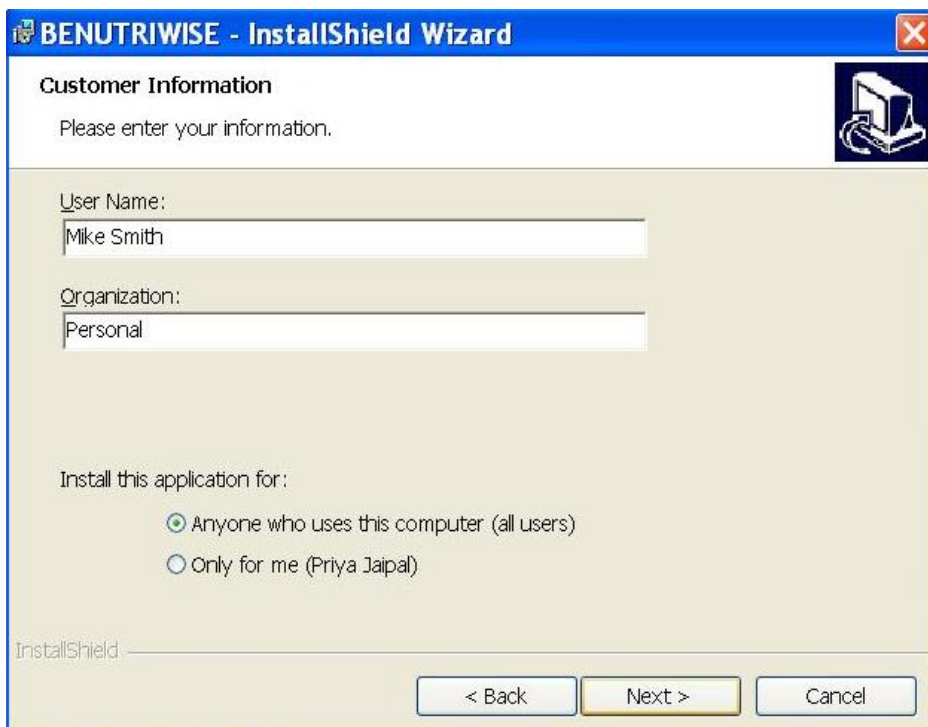 BENUTRIWISE - InstallShield Wizard
Customer Information
Please enter your information.
User Name:
Mike Smith
Organization:
Personal
Install this application for:
Anyone who uses this computer (all users)
Only for me (Priya Jaipal)
InstallShield
< Back Next > Cancel